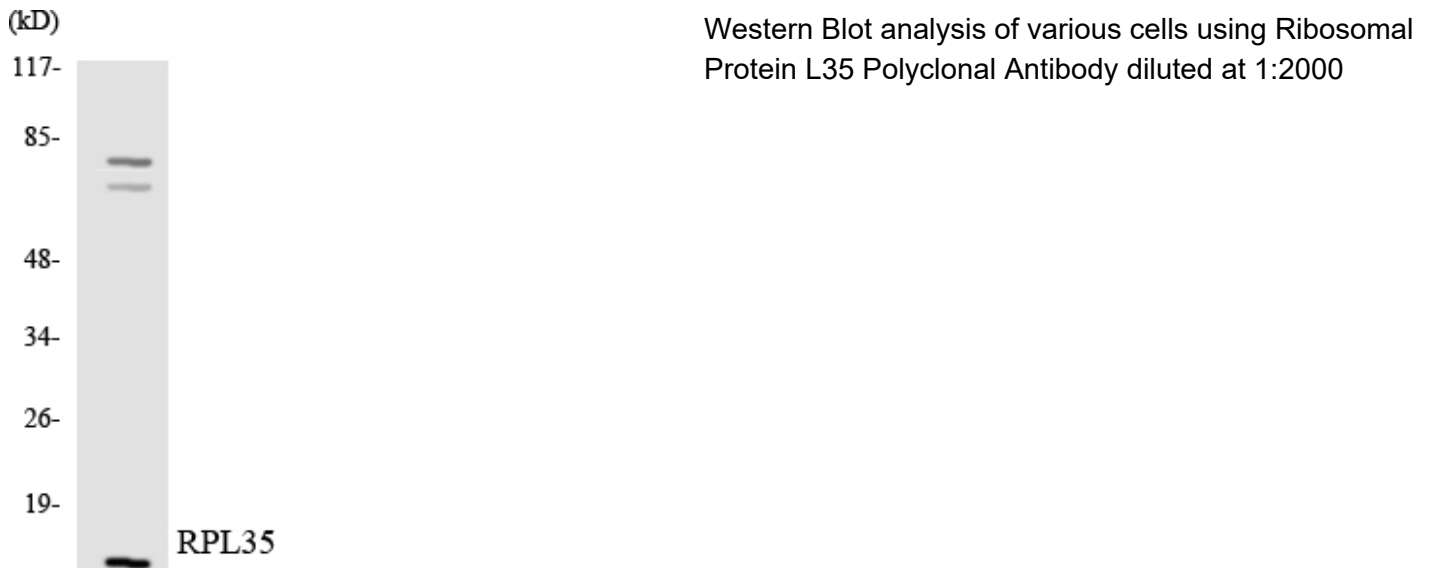 (kD)
117-
85-
48-
34-
26-
19-
RPL35
Western Blot analysis of various cells using Ribosomal
Protein L35 Polyclonal Antibody diluted at 1:2000